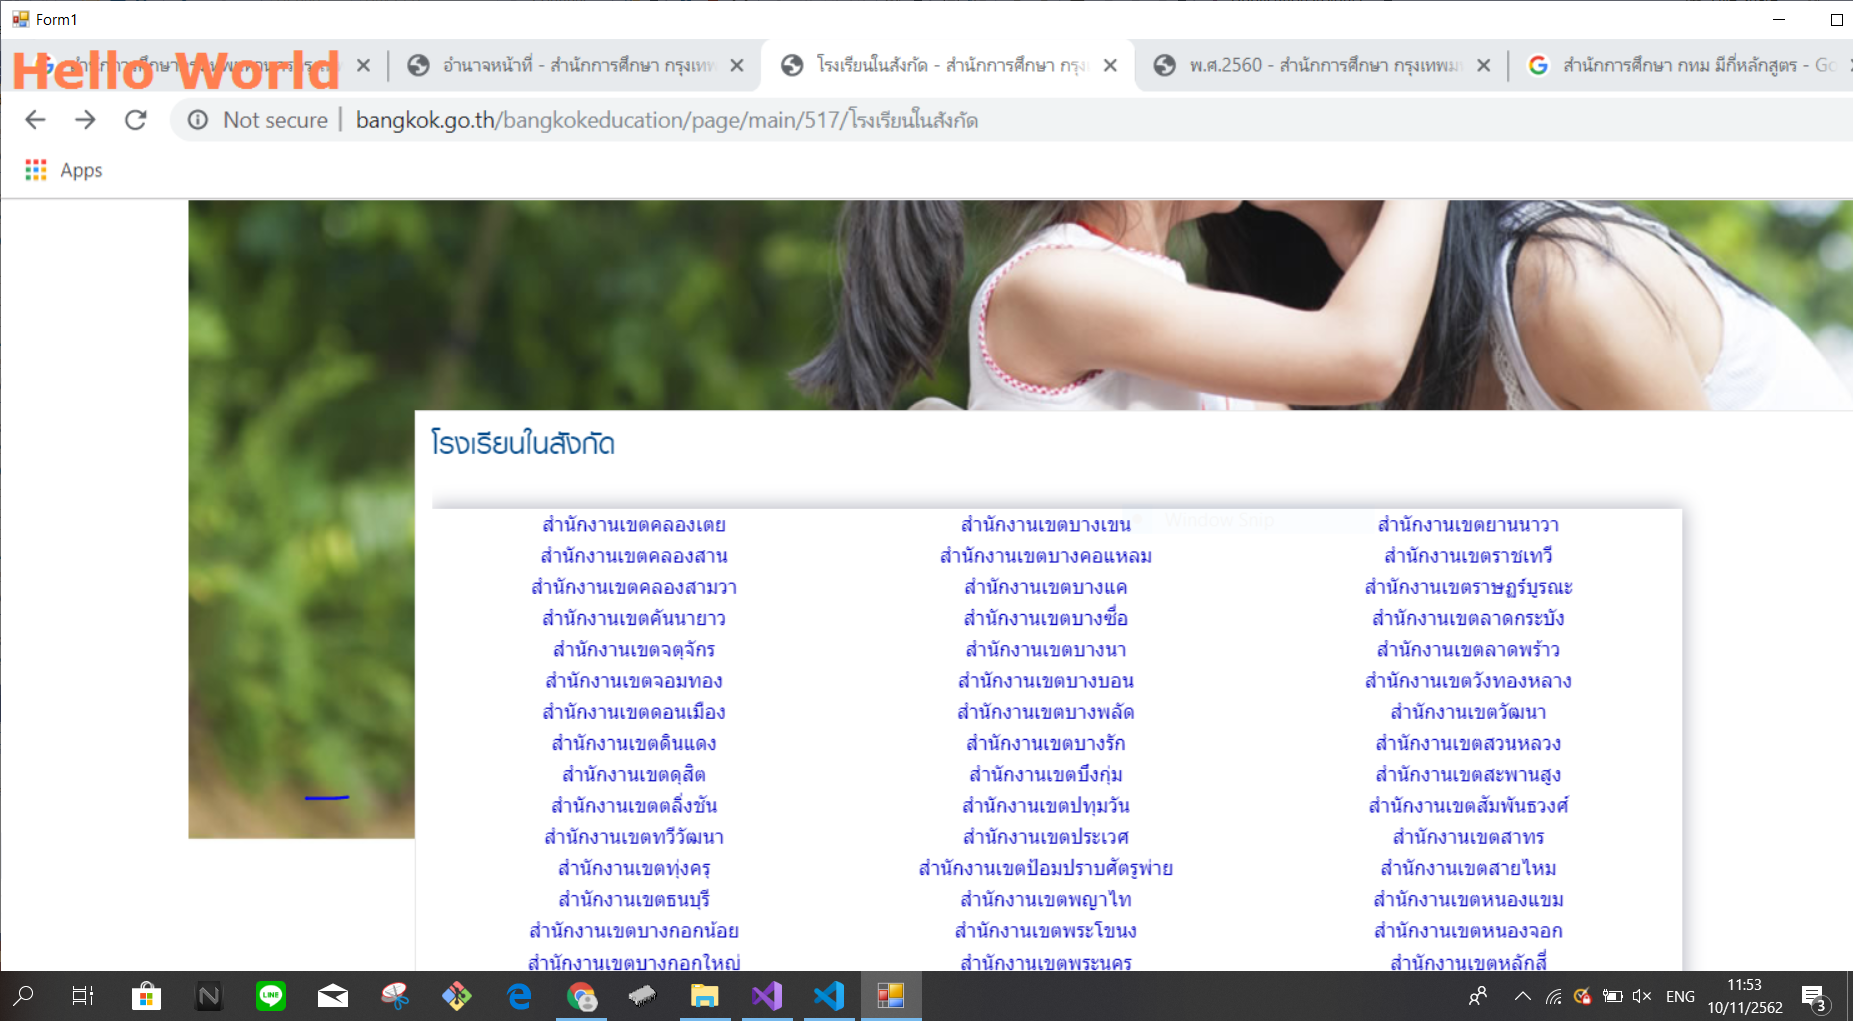 Form1
Hello World
อำนาจหน้าที่ - สำนักการศึกษา กรุงเทพ
โรงเรียนในสังกัด - สำนักการศึกษา กรุง
พ.ศ.2560 - สำนักการศึกษา กรุงเทพม
สำนักการศึกษา กทม มีกี่หลักสูตร - Go
Not secure | bangkok.go.th/bangkokeducation/page/main/517/โรงเรียนในสังกัด
Apps
โรงเรียนในสังกัด
Window Snip
สำนักงานเขตคลองเตย สำนักงานเขตบางเขน สำนักงานเขตยานนาวา
สำนักงานเขตคลองสาน สำนักงานเขตบางคอแหลม สำนักงานเขตราชเทวี
สำนักงานเขตคลองสามวา สำนักงานเขตบางแค สำนักงานเขตราษฏร์บูรณะ
สำนักงานเขตคันนายาว สำนักงานเขตบางซื่อ สำนักงานเขตลาดกระบัง
สำนักงานเขตจตุจักร สำนักงานเขตบางนา สำนักงานเขตลาดพร้าว
สำนักงานเขตจอมทอง สำนักงานเขตบางบอน สำนักงานเขตวังทองหลาง
สำนักงานเขตดอนเมือง สำนักงานเขตบางพลัด สำนักงานเขตวัฒนา
สำนักงานเขตดินแดง สำนักงานเขตบางรัก สำนักงานเขตสวนหลวง
สำนักงานเขตดุสิต สำนักงานเขตบึงกุ่ม สำนักงานเขตสะพานสูง
สำนักงานเขตตลิ่งชัน สำนักงานเขตปทุมวัน สำนักงานเขตสัมพันธวงศ์
สำนักงานเขตทวีวัฒนา สำนักงานเขตประเวศ สำนักงานเขตสาทร
สำนักงานเขตทุ่งครุ สำนักงานเขตป้อมปราบศัตรูพ่าย สำนักงานเขตสายไหม
สำนักงานเขตธนบุรี สำนักงานเขตพญาไท สำนักงานเขตหนองแขม
สำนักงานเขตบางกอกน้อย สำนักงานเขตพระโขนง สำนักงานเขตหนองจอก
สำนักงานเขตบางกอกใหญ่ สำนักงานเขตพระนคร สำนักงานเขตหลักสี่
LINE
ENG
11:53
10/11/2562
3